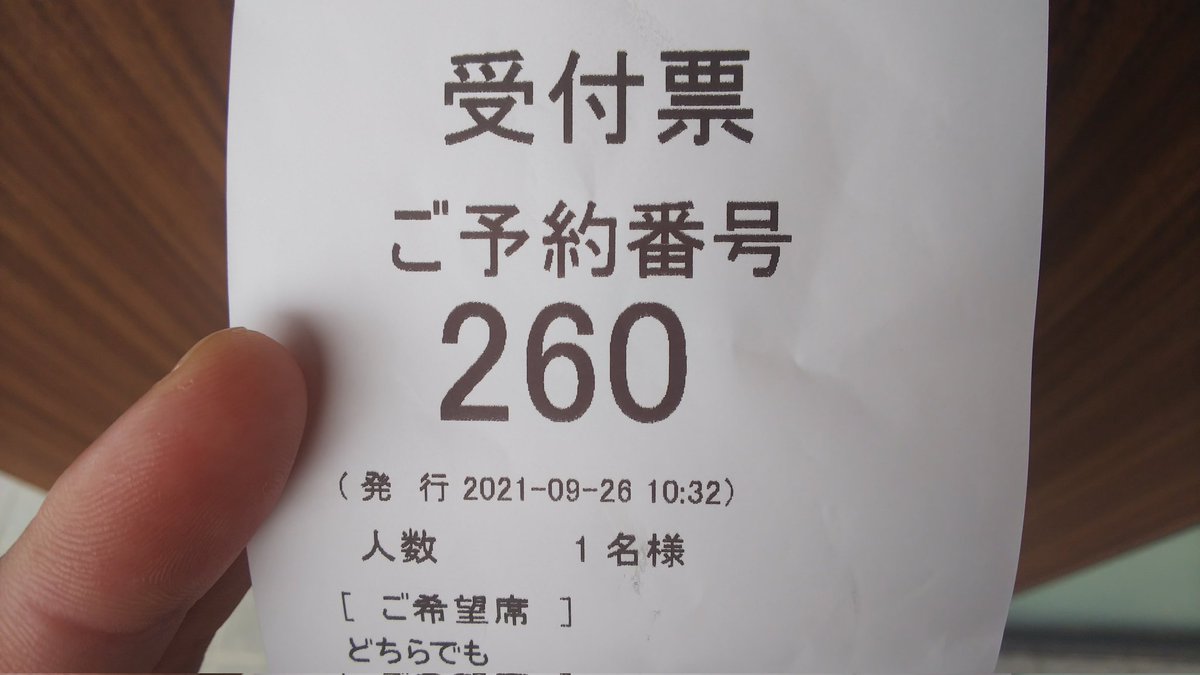 受付票
ご予約番号
260
(発 行 2021-09-26 10:32)
人数 1名様
[ ご希望席 ]
どちらでも